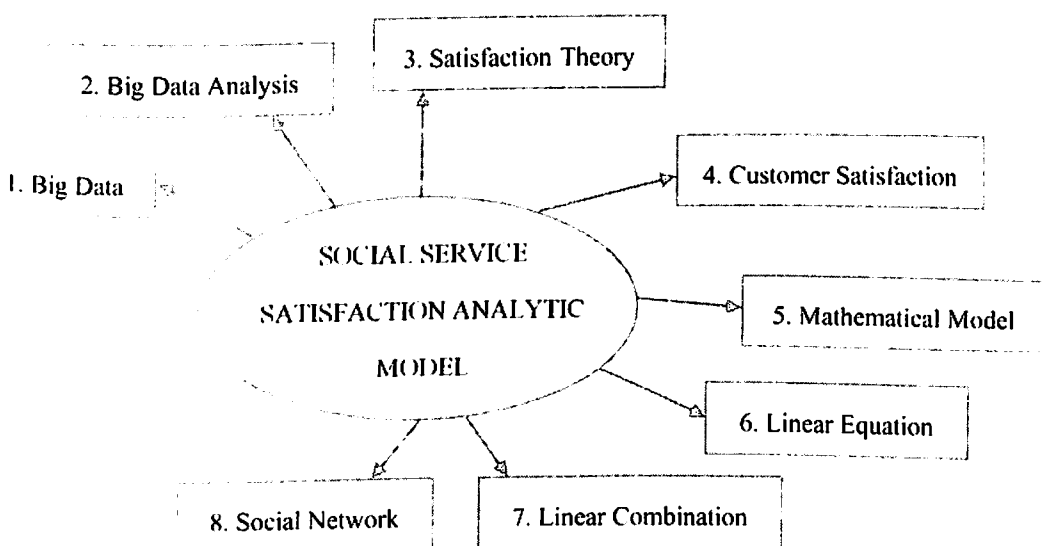 1. Big Data
2. Big Data Analysis
3. Satisfaction Theory
4. Customer Satisfaction
5. Mathematical Model
6. Linear Equation
7. Linear Combination
8. Social Network
SOCIAL SERVICE
SATISFACTION ANALYTIC
MODEL